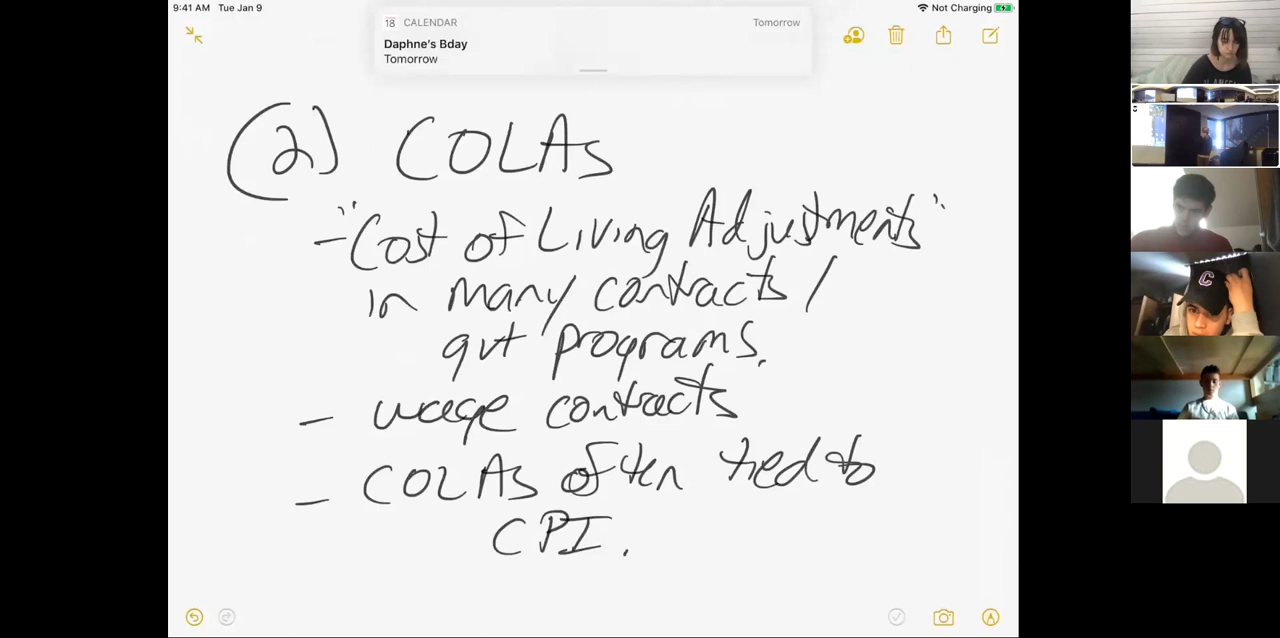 9:41 AM Tue Jan 9
Not Charging
18 CALENDAR
Tomorrow
Daphne's Bday
Tomorrow
(2) COLAs
- "Cost of Living Adjustments"
in many contracts/
gvt programs.
- wage contracts
- COLAs often tied to
CPI.
C